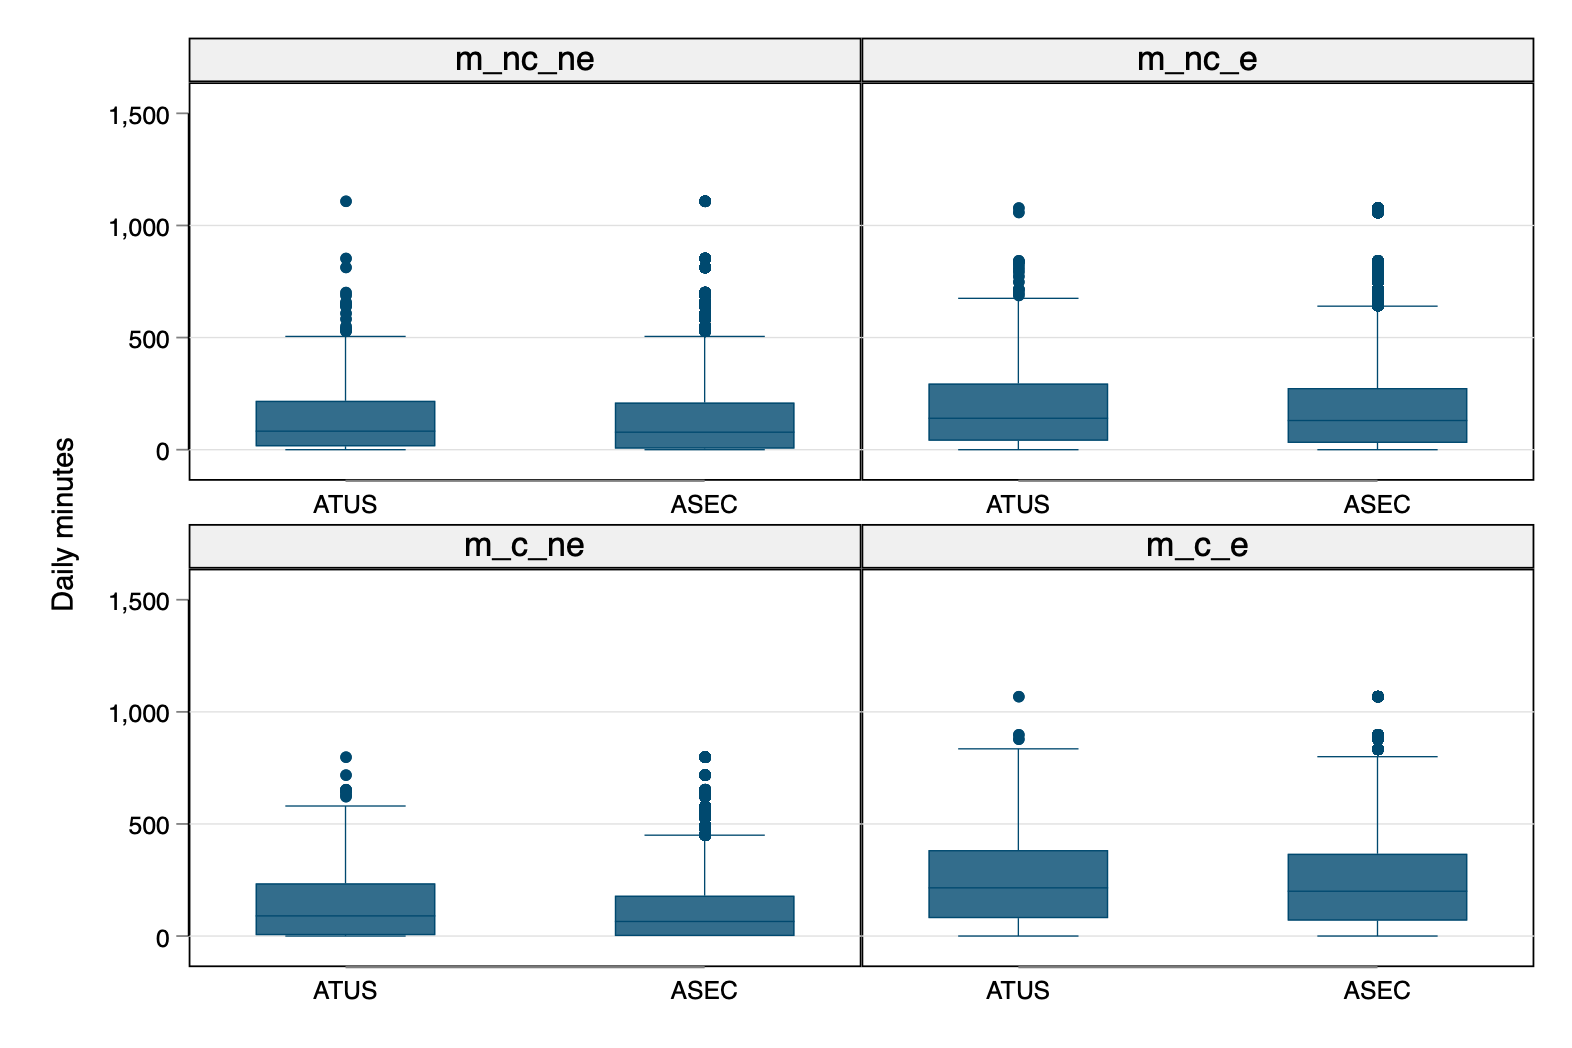 Daily minutes
m_nc_ne
m_nc_e
1,500
1,000
500
0
ATUS
ASEC
ATUS
ASEC
m_c_ne
m_c_e
1,500
1,000
500
0
ATUS
ASEC
ATUS
ASEC